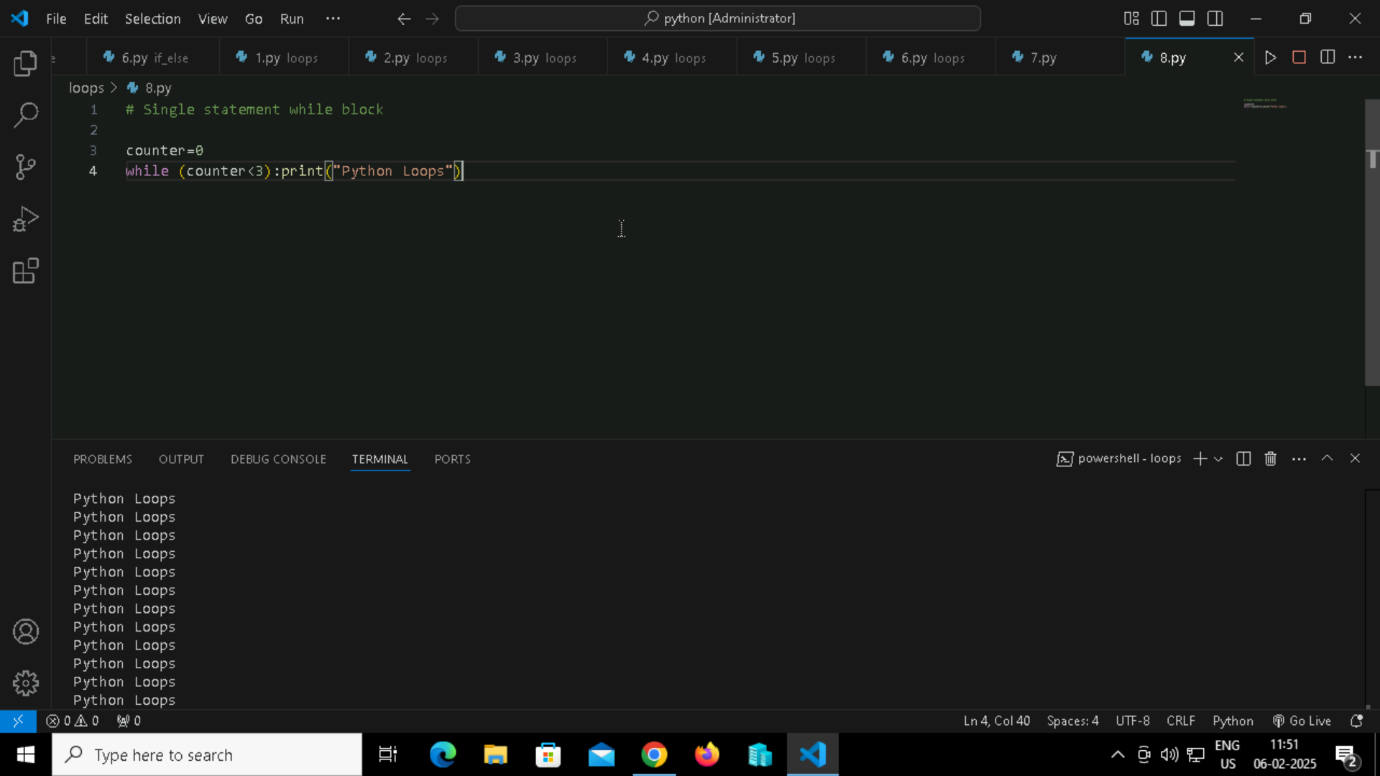 File Edit Selection View Go Run ··· python [Administrator]
e 6.py if_else 1.py loops 2.py loops 3.py loops 4.py loops 5.py loops 6.py loops 7.py 8.py
loops > 8.py
1 # Single statement while block
2
3 counter=0
4 while (counter<3):print("Python Loops")
PROBLEMS OUTPUT DEBUG CONSOLE TERMINAL PORTS powershell - loops
Python Loops
Python Loops
Python Loops
Python Loops
Python Loops
Python Loops
Python Loops
Python Loops
Python Loops
Python Loops
Python Loops
Python Loops
0 0 0 Ln 4, Col 40 Spaces: 4 UTF-8 CRLF Python Go Live
Type here to search
ENG
US
11:51
06-02-2025
2